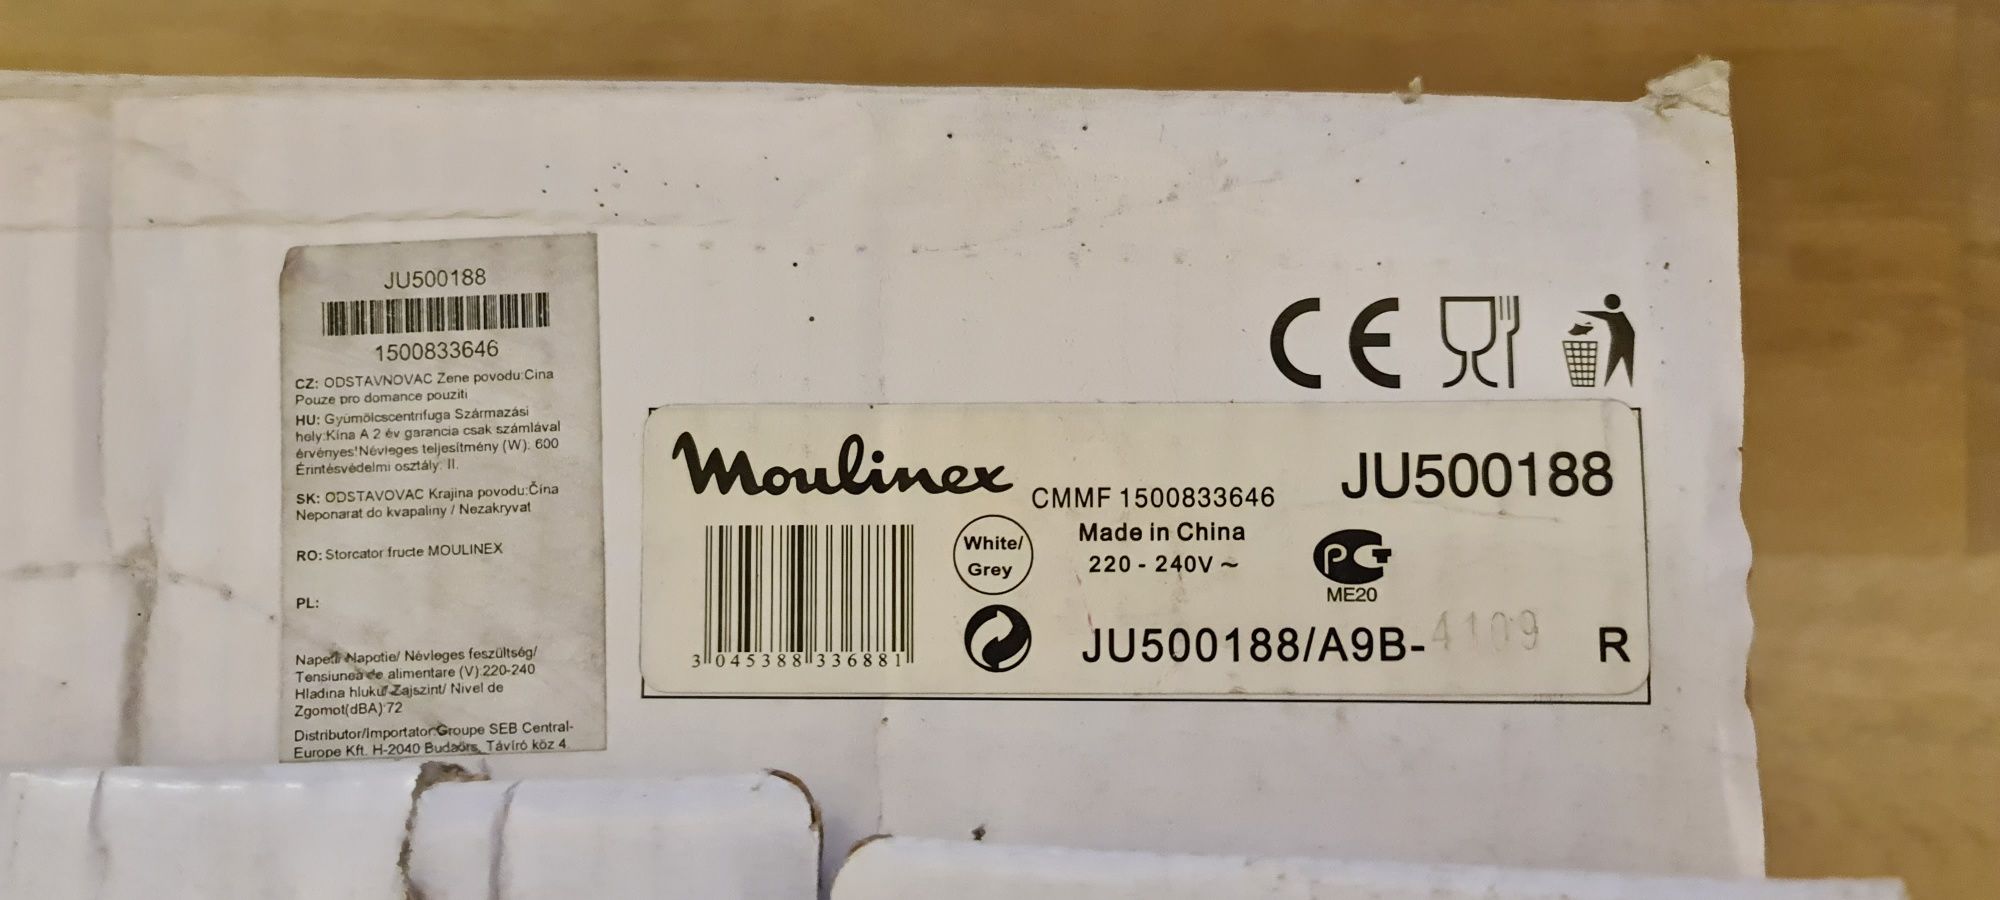 JU500188
1500833646
CZ: ODSTAVNOVAC Zene povodu:Cina
Pouze pro domance pouziti
HU: Gyümölcscentrifuga Származási
hely:Kína A 2 év garancia csak számlával
érvényes!Névleges teljesítmény (W): 600
Érintésvédelmi osztály: II.
SK: ODSTAVOVAC Krajina povodu:Čína
Neponarat do kvapaliny / Nezakryvat
RO: Storcator fructe MOULINEX
PL:
Napeti/ Napatie/ Névleges feszültség/
Tensiunea de alimentare (V):220-240
Hladina hluku/ Zajszint/ Nivel de
Zgomot(dBA):72
Distributor/Importator:Groupe SEB Central-
Europe Kft. H-2040 Budaörs, Távíró köz 4.
CE
Moulinex
CMMF 1500833646
JU500188
White/
Grey
Made in China
220 - 240V ~
PCT
ME20
3 045388 336881
JU500188/A9B-4109 R